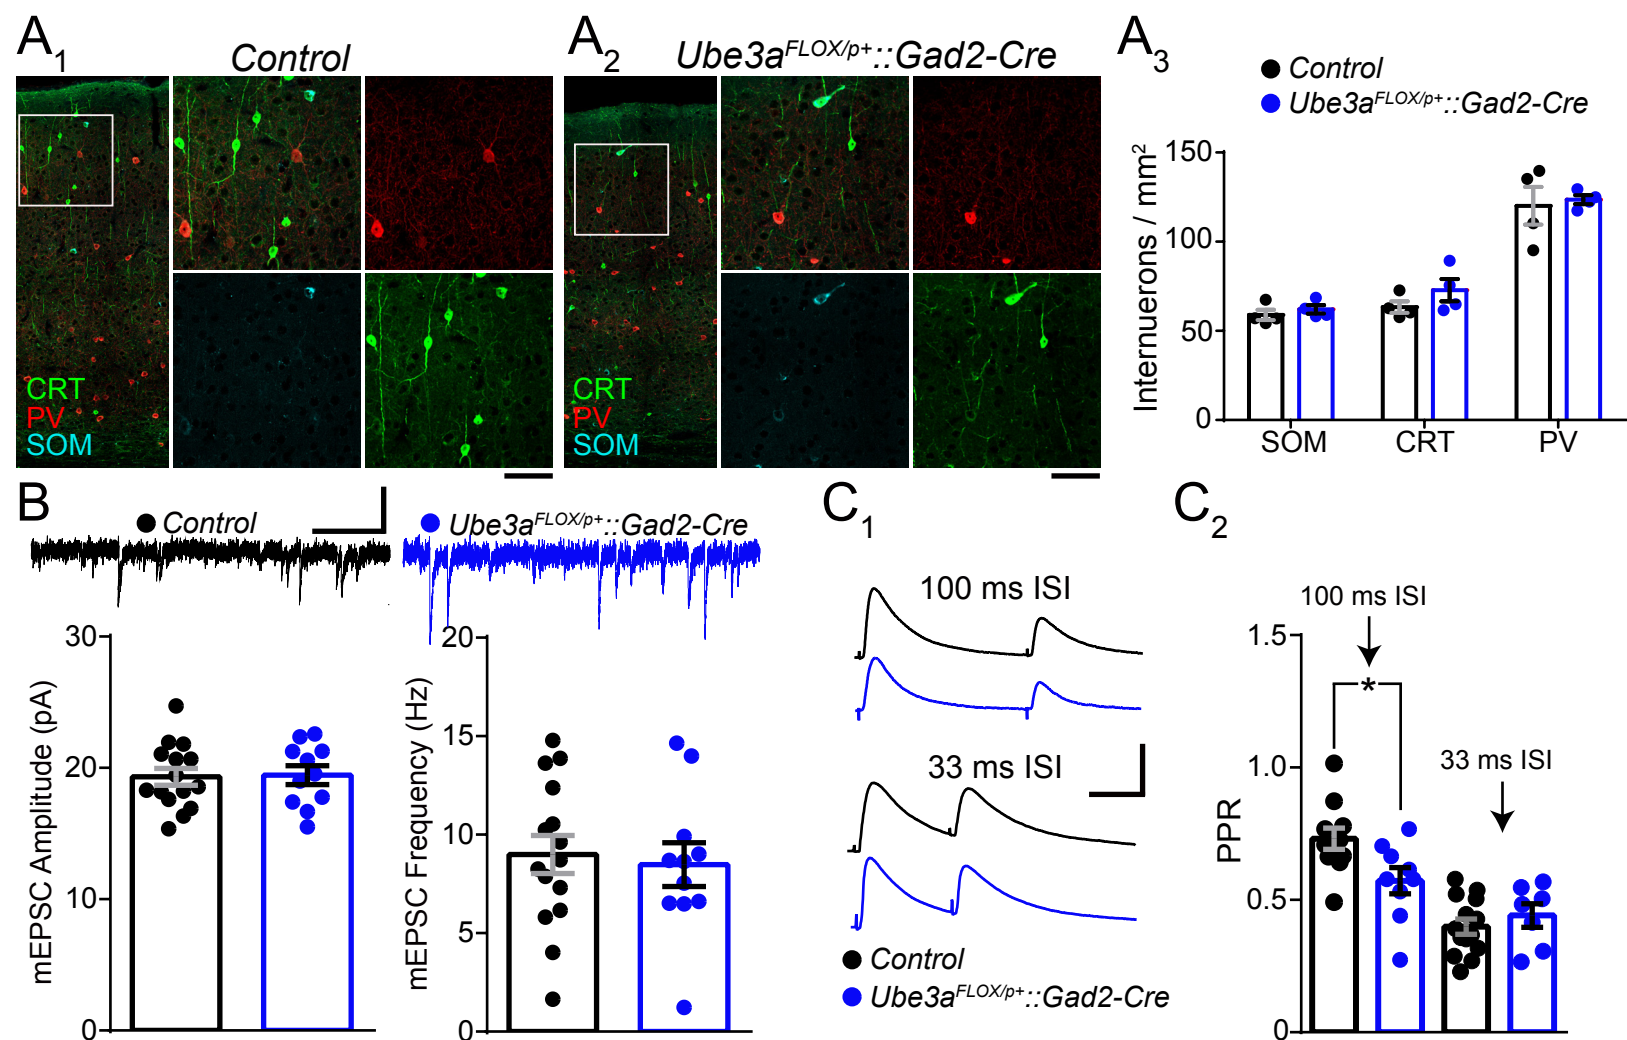 A1
Control
A2
Ube3aFLOX/p+::Gad2-Cre
A3
Control
Ube3aFLOX/p+::Gad2-Cre
CRT
PV
SOM
CRT
PV
SOM
Internuerons / mm2
150
100
50
0
SOM CRT PV
B
Control
Ube3aFLOX/p+::Gad2-Cre
mEPSC Amplitude (pA)
30
20
10
0
mEPSC Frequency (Hz)
20
15
10
5
0
C1
100 ms ISI
33 ms ISI
Control
Ube3aFLOX/p+::Gad2-Cre
C2
100 ms ISI
*
33 ms ISI
PPR
1.5
1.0
0.5
0